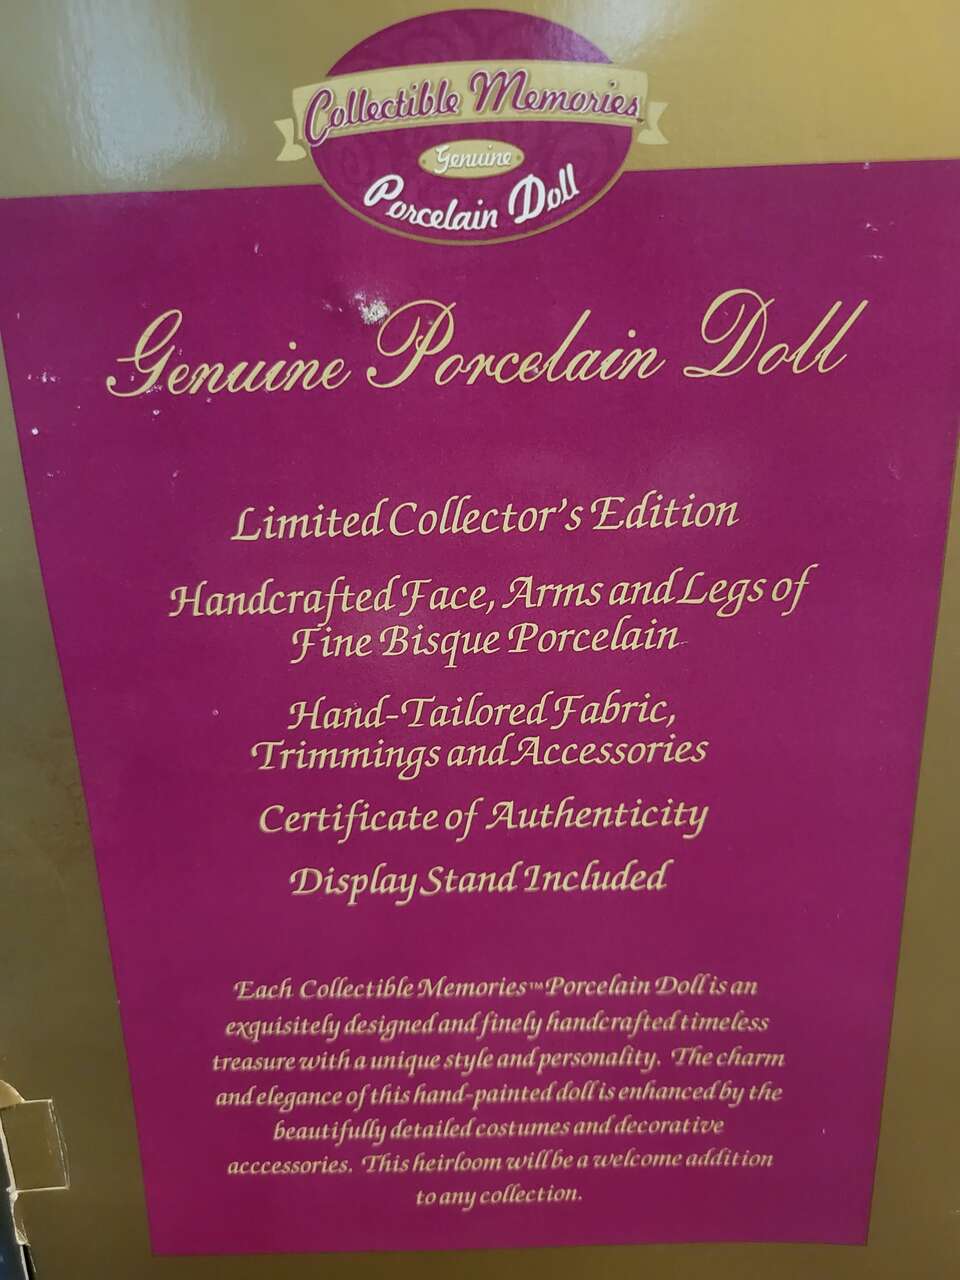 Collectible Memories™
Genuine
Porcelain Doll
Genuine Porcelain Doll
Limited Collector's Edition
Handcrafted Face, Arms and Legs of
Fine Bisque Porcelain
Hand-Tailored Fabric,
Trimmings and Accessories
Certificate of Authenticity
Display Stand Included
Each Collectible Memories™ Porcelain Doll is an
exquisitely designed and finely handcrafted timeless
treasure with a unique style and personality. The charm
and elegance of this hand-painted doll is enhanced by the
beautifully detailed costumes and decorative
acccessories. This heirloom will be a welcome addition
to any collection.